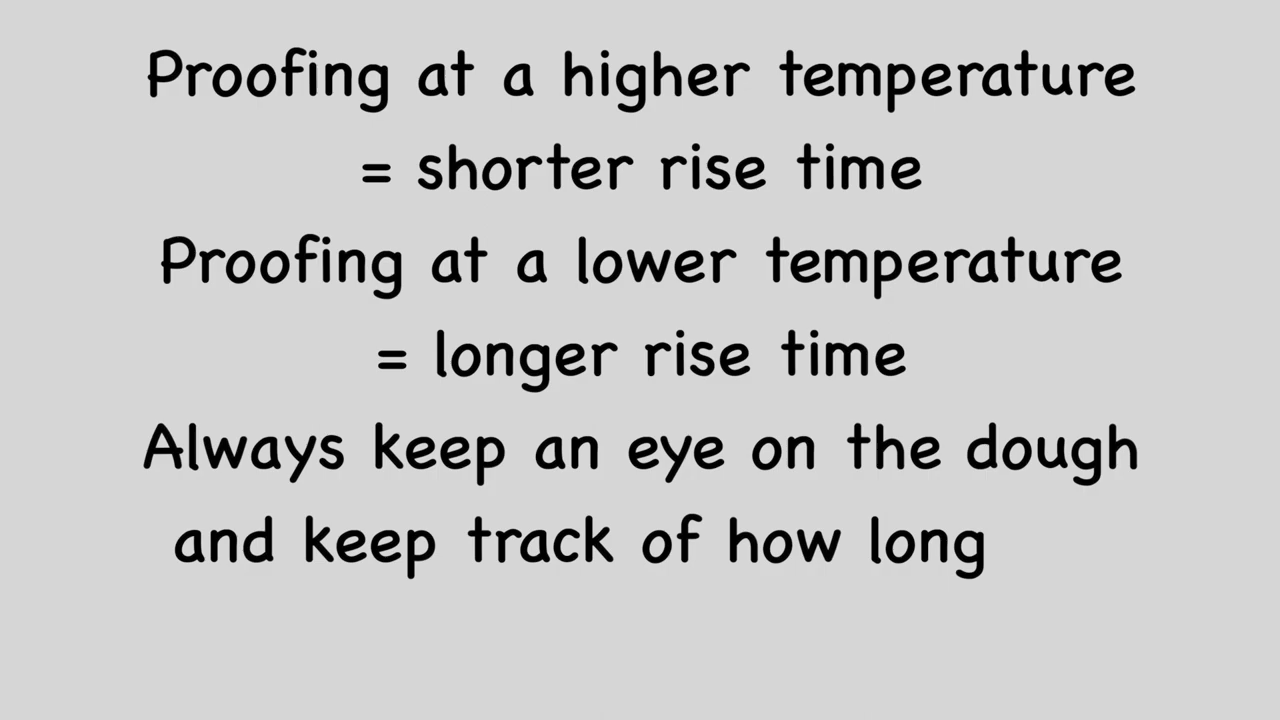 Proofing at a higher temperature
= shorter rise time
Proofing at a lower temperature
= longer rise time
Always keep an eye on the dough
and keep track of how long